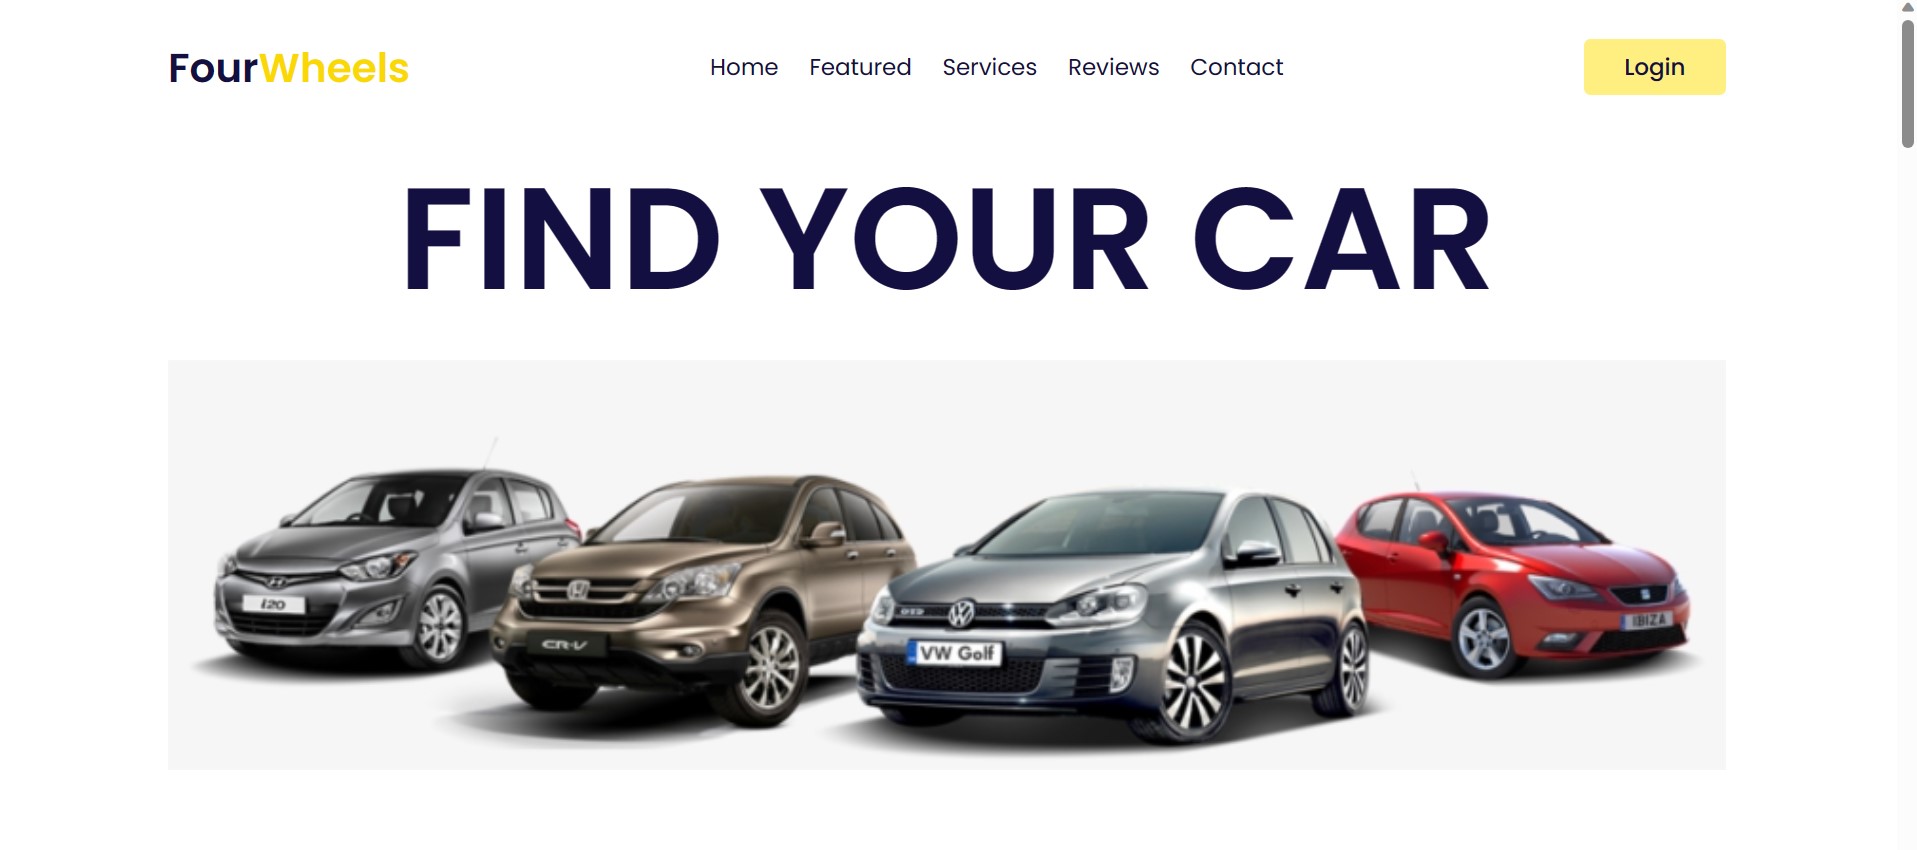 FourWheels
Home Featured Services Reviews Contact
Login
FIND YOUR CAR
i20
CR-V
GTD
VW Golf
IBIZA